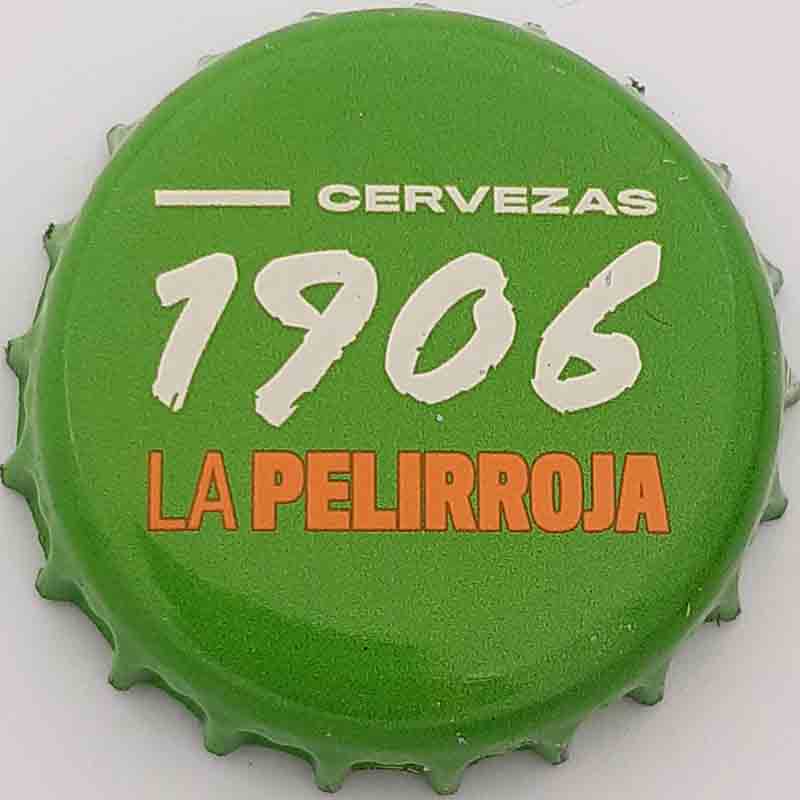 CERVEZAS
1906
LA PELIRROJA